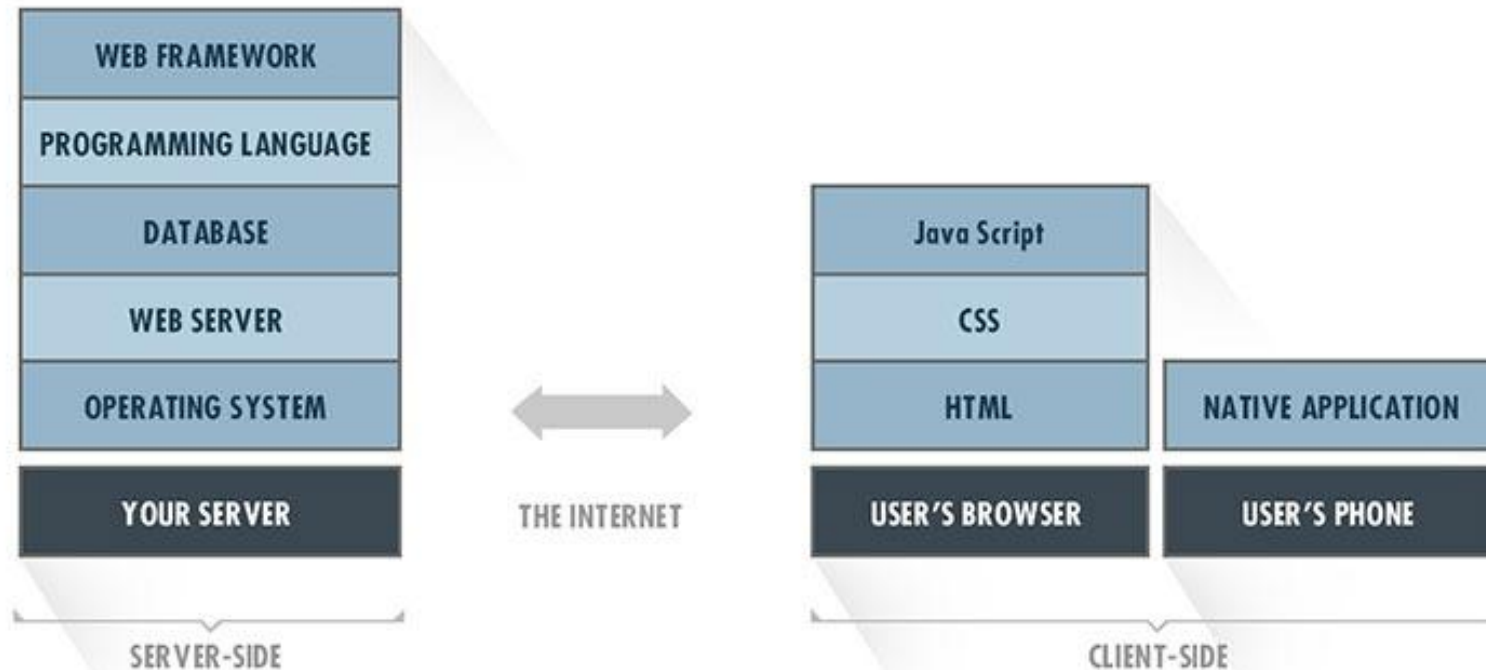 WEB FRAMEWORK
PROGRAMMING LANGUAGE
DATABASE
WEB SERVER
OPERATING SYSTEM
YOUR SERVER
SERVER-SIDE
THE INTERNET
Java Script
CSS
HTML
USER'S BROWSER
NATIVE APPLICATION
USER'S PHONE
CLIENT-SIDE